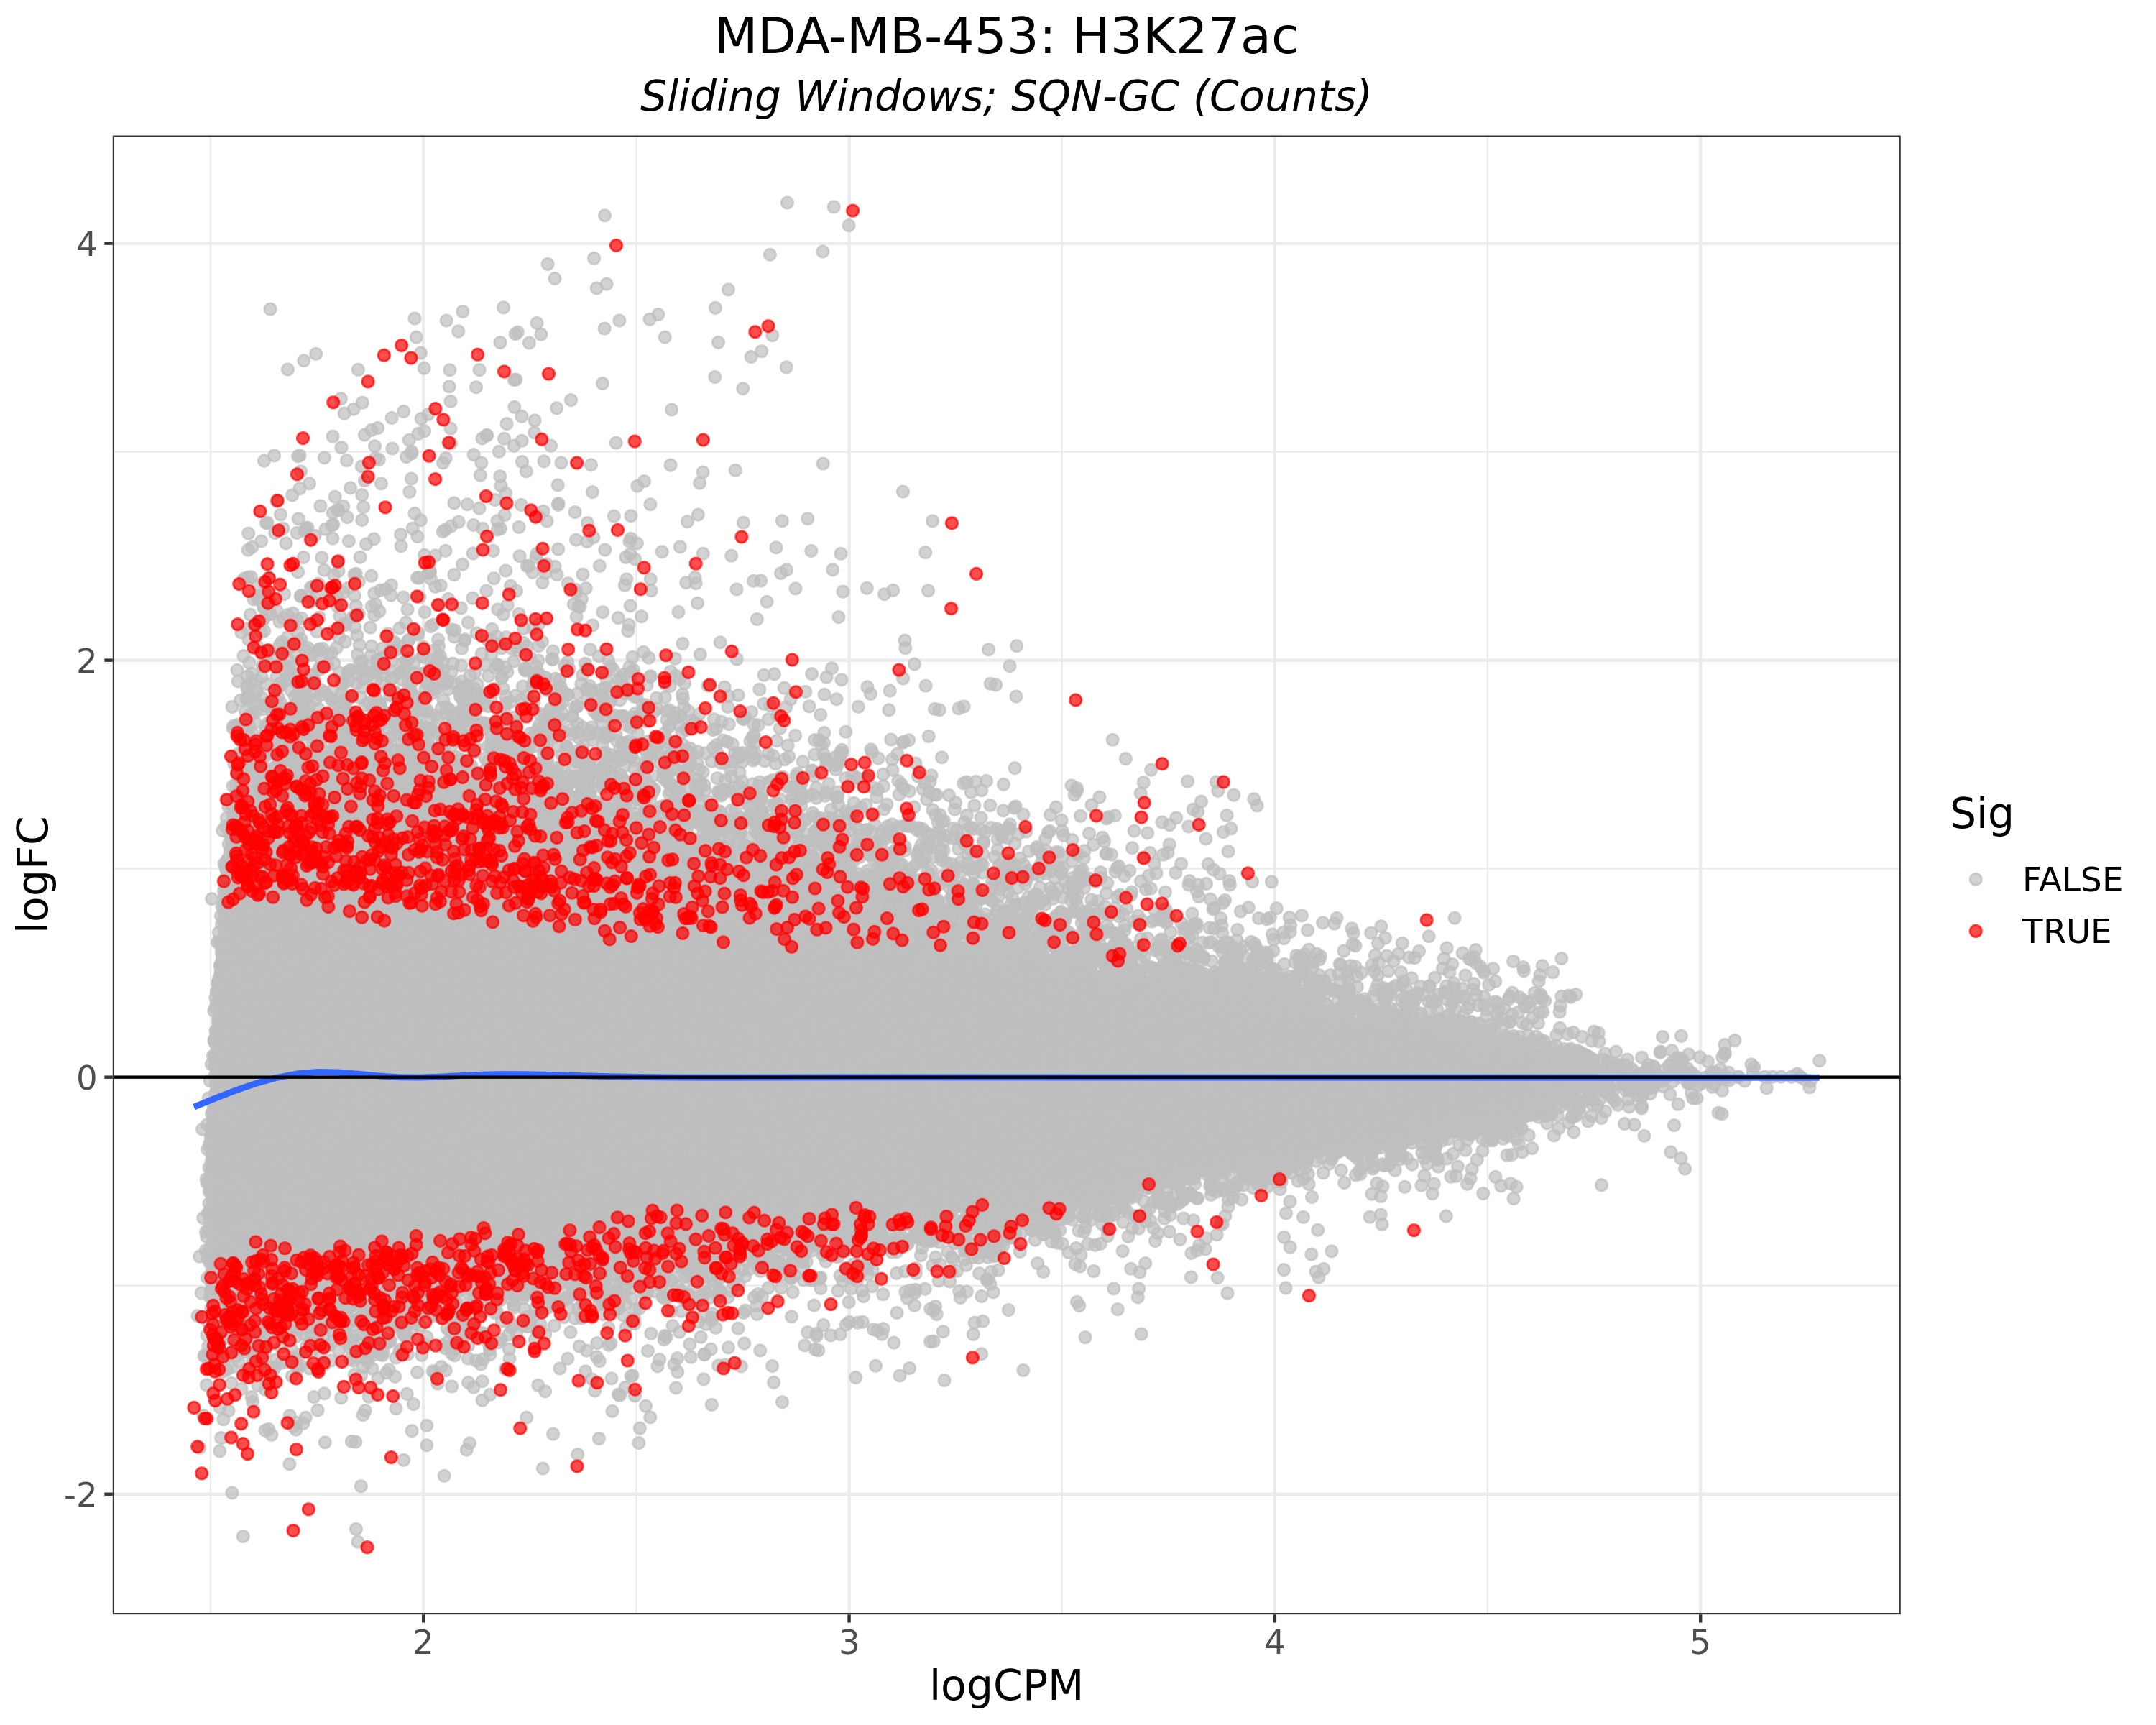 MDA-MB-453: H3K27ac
Sliding Windows; SQN-GC (Counts)
logFC
4
2
0
-2
2
3
4
5
logCPM
Sig
FALSE
TRUE